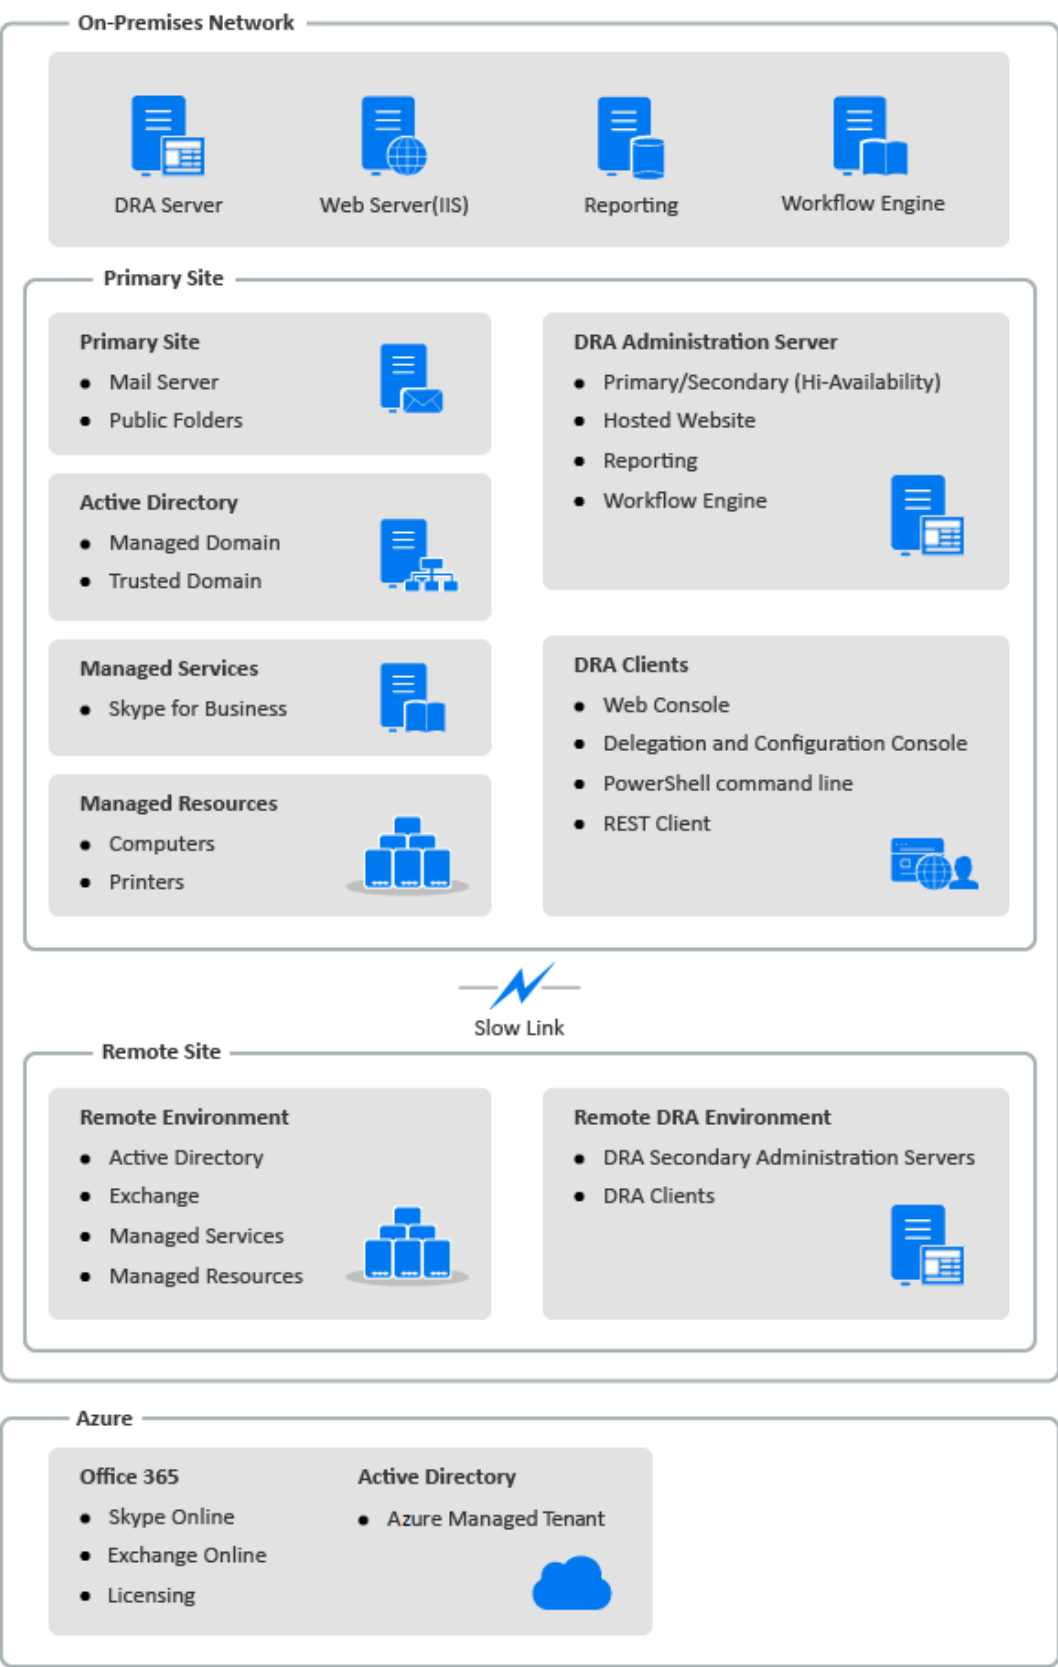 On-Premises Network
DRA Server
Web Server(IIS)
Reporting
Workflow Engine
Primary Site
Primary Site
Mail Server
Public Folders
Active Directory
Managed Domain
Trusted Domain
Managed Services
Skype for Business
Managed Resources
Computers
Printers
DRA Administration Server
Primary/Secondary (Hi-Availability)
Hosted Website
Reporting
Workflow Engine
DRA Clients
Web Console
Delegation and Configuration Console
PowerShell command line
REST Client
Slow Link
Remote Site
Remote Environment
Active Directory
Exchange
Managed Services
Managed Resources
Remote DRA Environment
DRA Secondary Administration Servers
DRA Clients
Azure
Office 365
Skype Online
Exchange Online
Licensing
Active Directory
Azure Managed Tenant